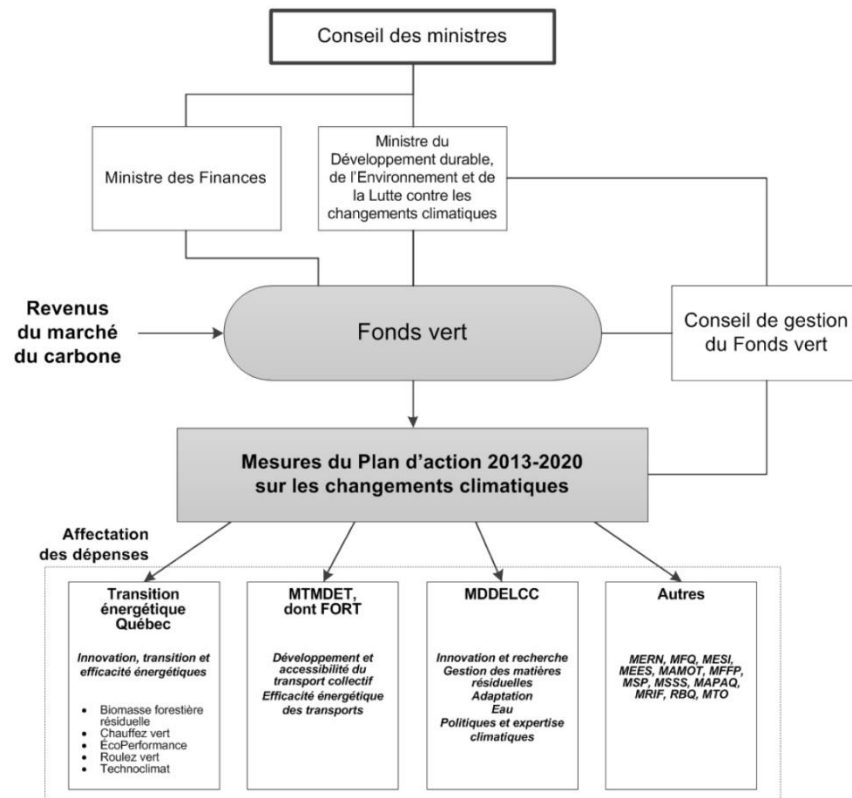 Conseil des ministres
Ministre des Finances
Ministre du
Développement durable,
de l'Environnement et de
la Lutte contre les
changements climatiques
Revenus
du marché
du carbone
Fonds vert
Conseil de gestion
du Fonds vert
Mesures du Plan d'action 2013-2020
sur les changements climatiques
Affectation
des dépenses
Transition
énergétique
Québec
Innovation, transition et
efficacité énergétiques
• Biomasse forestière
résiduelle
• Chauffez vert
• ÉcoPerformance
• Roulez vert
• Technoclimat
MTMDET,
dont FORT
Développement et
accessibilité du
transport collectif
Efficacité énergétique
des transports
MDDELCC
Innovation et recherche
Gestion des matières
résiduelles
Adaptation
Eau
Politiques et expertise
climatiques
Autres
MERN, MFQ, MESI,
MEES, MAMOT, MFFP,
MSP, MSSS, MAPAQ,
MRIF, RBQ, MTO